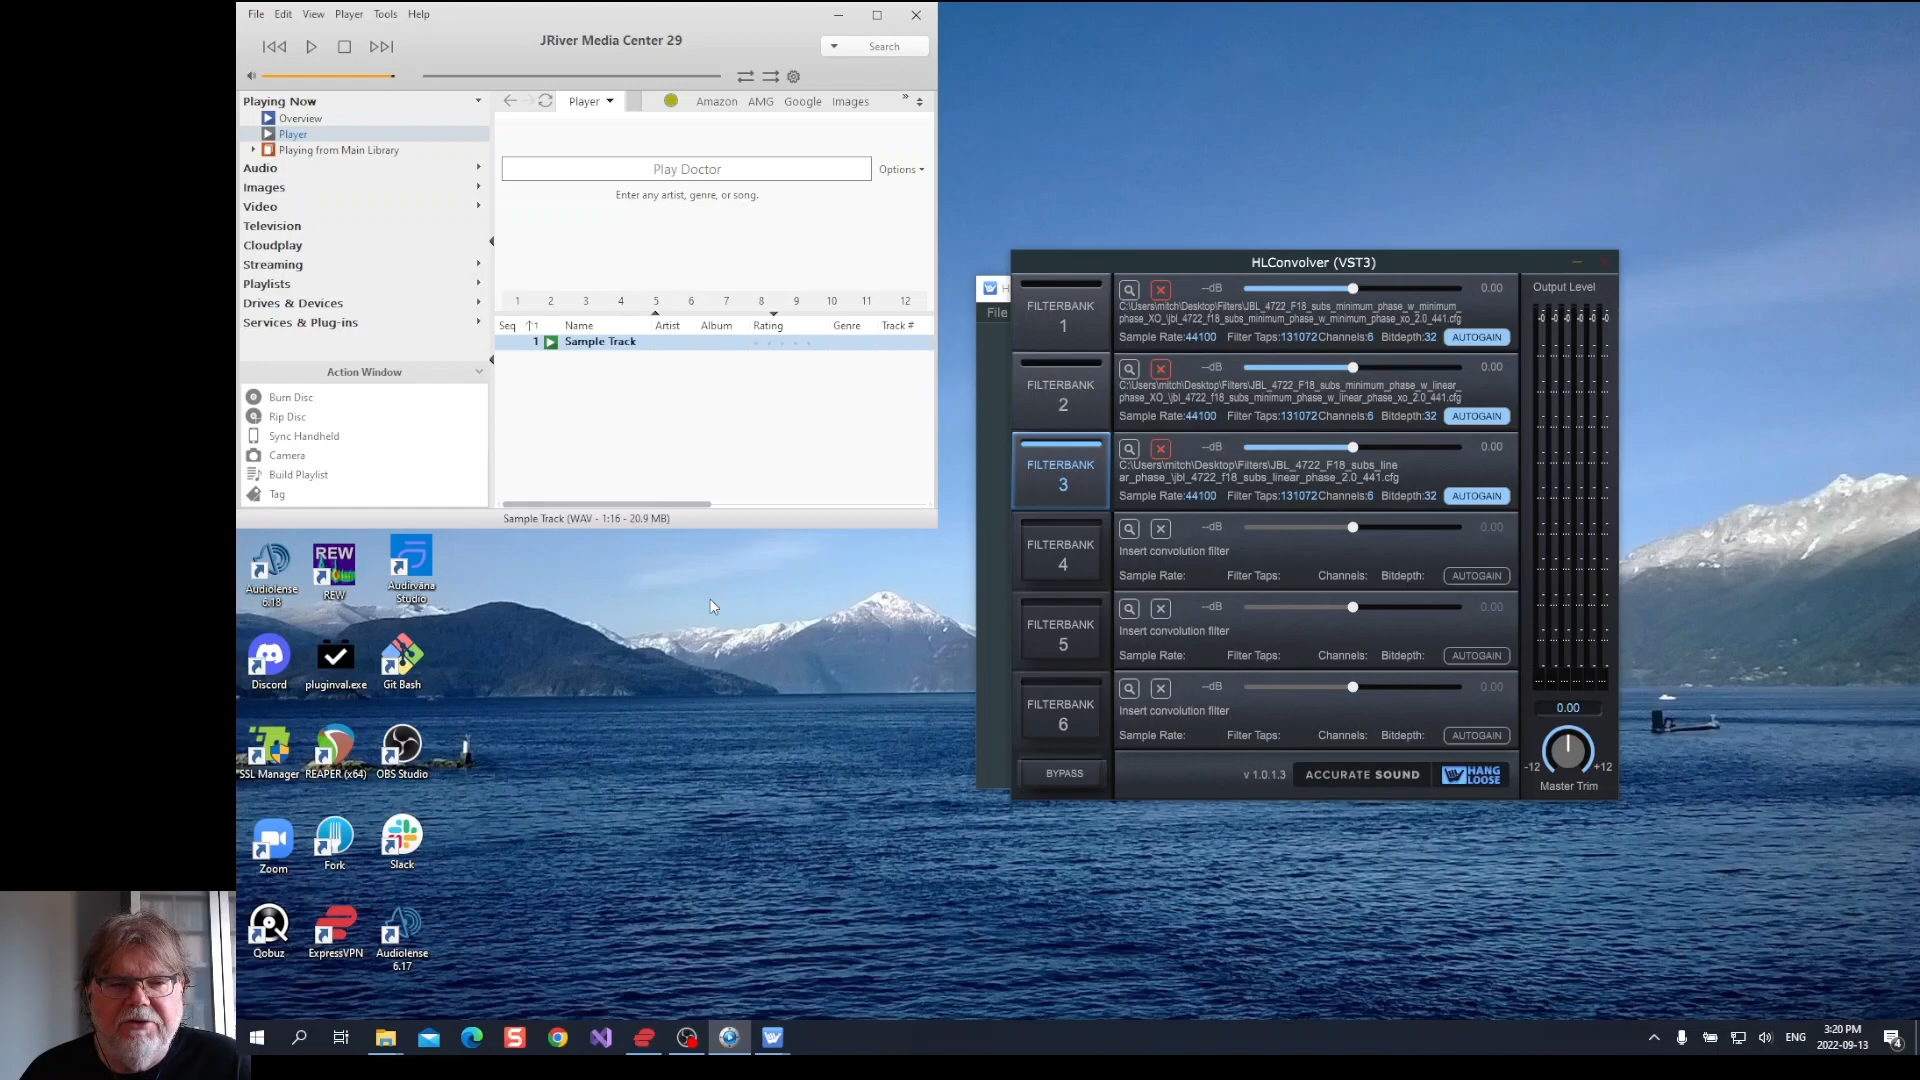 File Edit View Player Tools Help
JRiver Media Center 29
Search
Playing Now
Overview
Player
Playing from Main Library
Audio
Images
Video
Television
Cloudplay
Streaming
Playlists
Drives & Devices
Services & Plug-ins
Action Window
Burn Disc
Rip Disc
Sync Handheld
Camera
Build Playlist
Tag
Player
Amazon AMG Google Images
Play Doctor
Options
Enter any artist, genre, or song.
1 2 3 4 5 6 7 8 9 10 11 12
Seq 1 Name Artist Album Rating Genre Track #
1 Sample Track
Sample Track (WAV - 1:16 - 20.9 MB)
Audiolense 6.18
REW
REW
Audirvāna Studio
Discord
pluginval.exe
Git Bash
SSL Manager
REAPER (x64)
OBS Studio
Zoom
Fork
Slack
Qobuz
ExpressVPN
Audiolense 6.17
H
File
HLConvolver (VST3)
FILTERBANK 1
--dB 0.00
C:\Users\mitch\Desktop\Filters\JBL_4722_F18_subs_minimum_phase_w_minimum_
phase_XO_\jbl_4722_f18_subs_minimum_phase_w_minimum_phase_xo_2.0_441.cfg
Sample Rate:44100 Filter Taps:131072 Channels:6 Bitdepth:32 AUTOGAIN
FILTERBANK 2
--dB 0.00
C:\Users\mitch\Desktop\Filters\JBL_4722_F18_subs_minimum_phase_w_linear_
phase_XO_\jbl_4722_f18_subs_minimum_phase_w_linear_phase_xo_2.0_441.cfg
Sample Rate:44100 Filter Taps:131072 Channels:6 Bitdepth:32 AUTOGAIN
FILTERBANK 3
--dB 0.00
C:\Users\mitch\Desktop\Filters\JBL_4722_F18_subs_line
ar_phase_\jbl_4722_f18_subs_linear_phase_2.0_441.cfg
Sample Rate:44100 Filter Taps:131072 Channels:6 Bitdepth:32 AUTOGAIN
FILTERBANK 4
--dB 0.00
Insert convolution filter
Sample Rate: Filter Taps: Channels: Bitdepth: AUTOGAIN
FILTERBANK 5
--dB 0.00
Insert convolution filter
Sample Rate: Filter Taps: Channels: Bitdepth: AUTOGAIN
FILTERBANK 6
--dB 0.00
Insert convolution filter
Sample Rate: Filter Taps: Channels: Bitdepth: AUTOGAIN
BYPASS
v 1.0.1.3 ACCURATE SOUND HANG LOOSE
Output Level
-0 -0 -0 -0 -0 -0
0.00
-12 +12
Master Trim
ENG
3:20 PM
2022-09-13
4